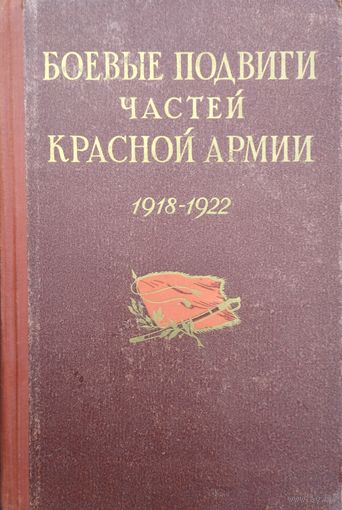 БОЕВЫЕ ПОДВИГИ
ЧАСТЕЙ
КРАСНОЙ АРМИИ
1918-1922